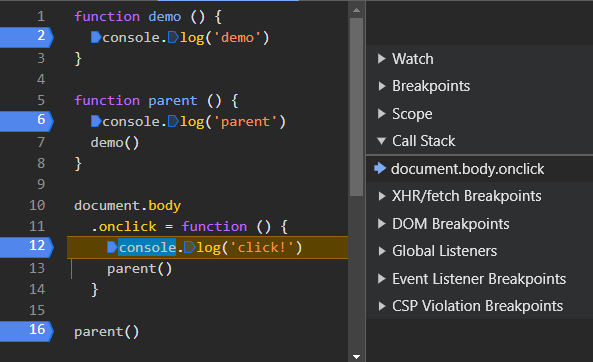 1 function demo () {
2 console.log('demo')
3 }
4
5 function parent () {
6 console.log('parent')
7 demo()
8 }
9
10 document.body
11 .onclick = function () {
12 console.log('click!')
13 parent()
14 }
15
16 parent()
Watch
Breakpoints
Scope
Call Stack
document.body.onclick
XHR/fetch Breakpoints
DOM Breakpoints
Global Listeners
Event Listener Breakpoints
CSP Violation Breakpoints